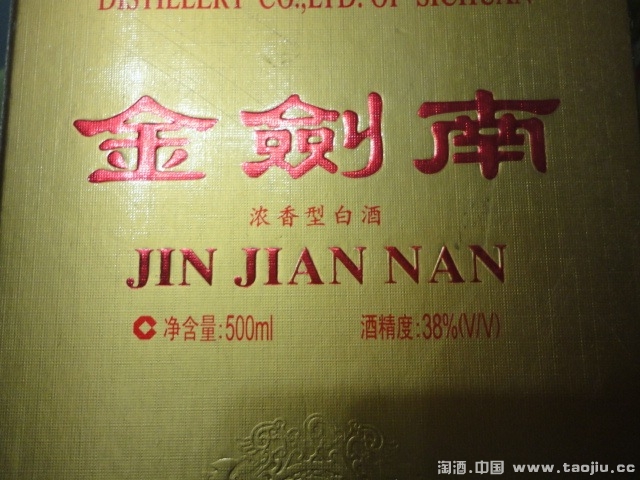 DISTILLERY CO.,LTD. OF SICHUAN
金劍南
浓香型白酒
JIN JIAN NAN
净含量:500ml 酒精度:38%(V/V)
淘酒.中国 www.taojiu.cc